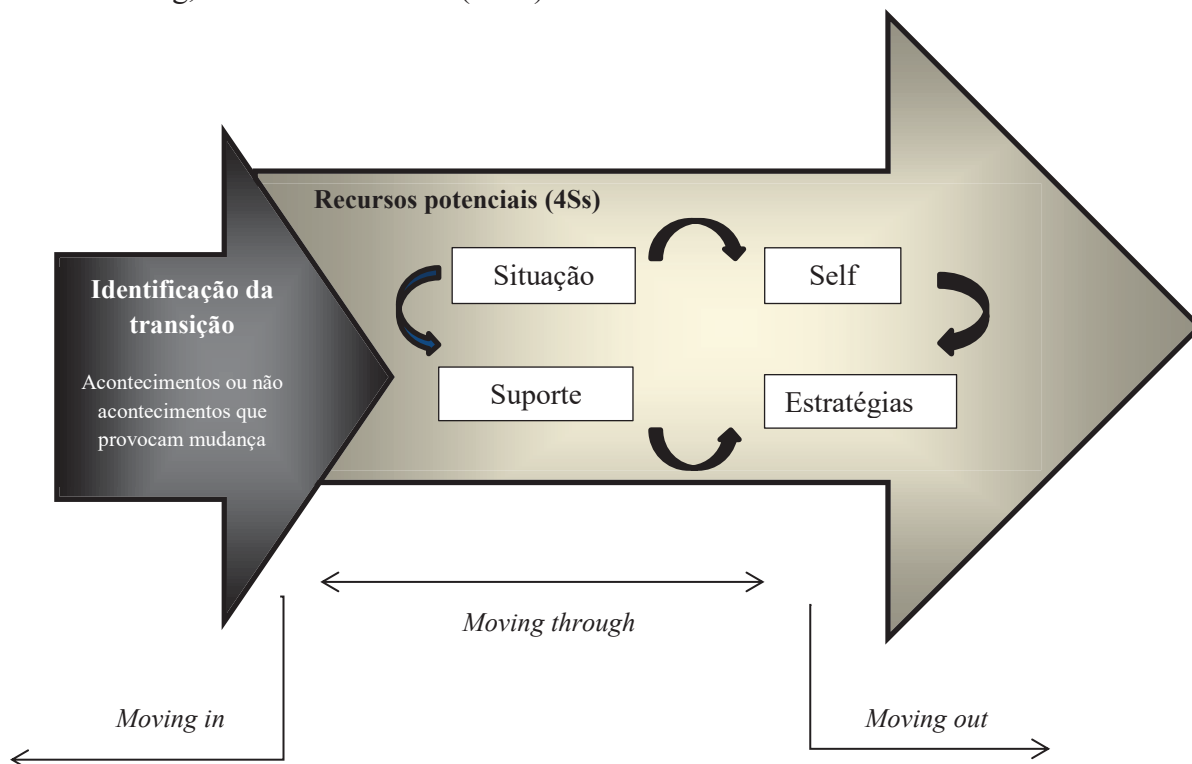 Recursos potenciais (4Ss)
Situação
Self
Identificação da
transição
Acontecimentos ou não
acontecimentos que
provocam mudança
Suporte
Estratégias
Moving through
Moving in
Moving out